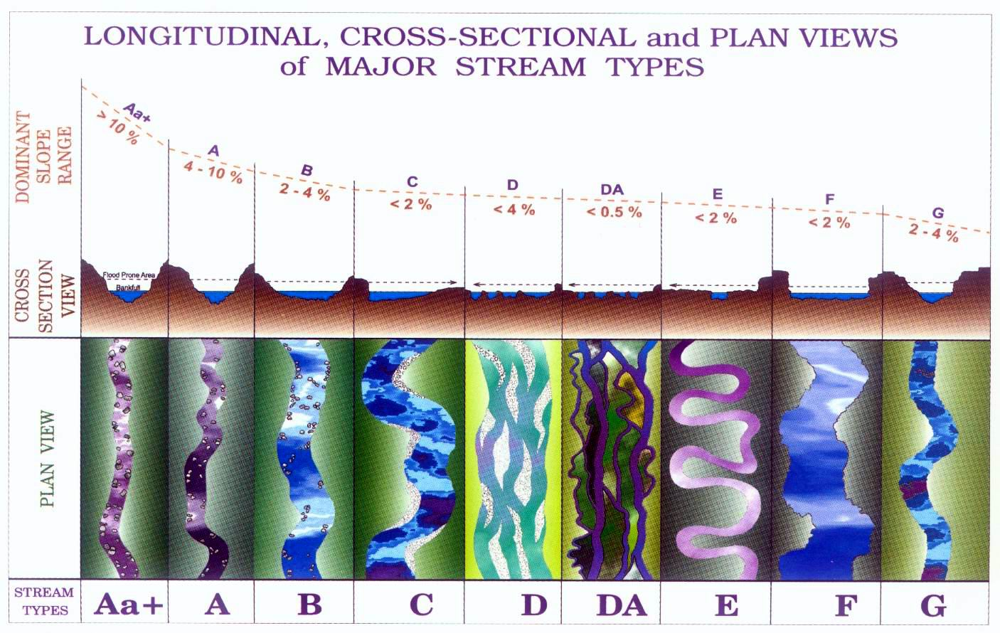 LONGITUDINAL, CROSS-SECTIONAL and PLAN VIEWS
of MAJOR STREAM TYPES
DOMINANT
SLOPE
RANGE
Aa+
> 10 %
A
4 - 10 %
B
2 - 4 %
C
< 2 %
D
< 4 %
DA
< 0.5 %
E
< 2 %
F
< 2 %
G
2 - 4 %
CROSS
SECTION
VIEW
Flood Prone Area
Bankfull
PLAN VIEW
STREAM
TYPES
Aa+
A
B
C
D
DA
E
F
G